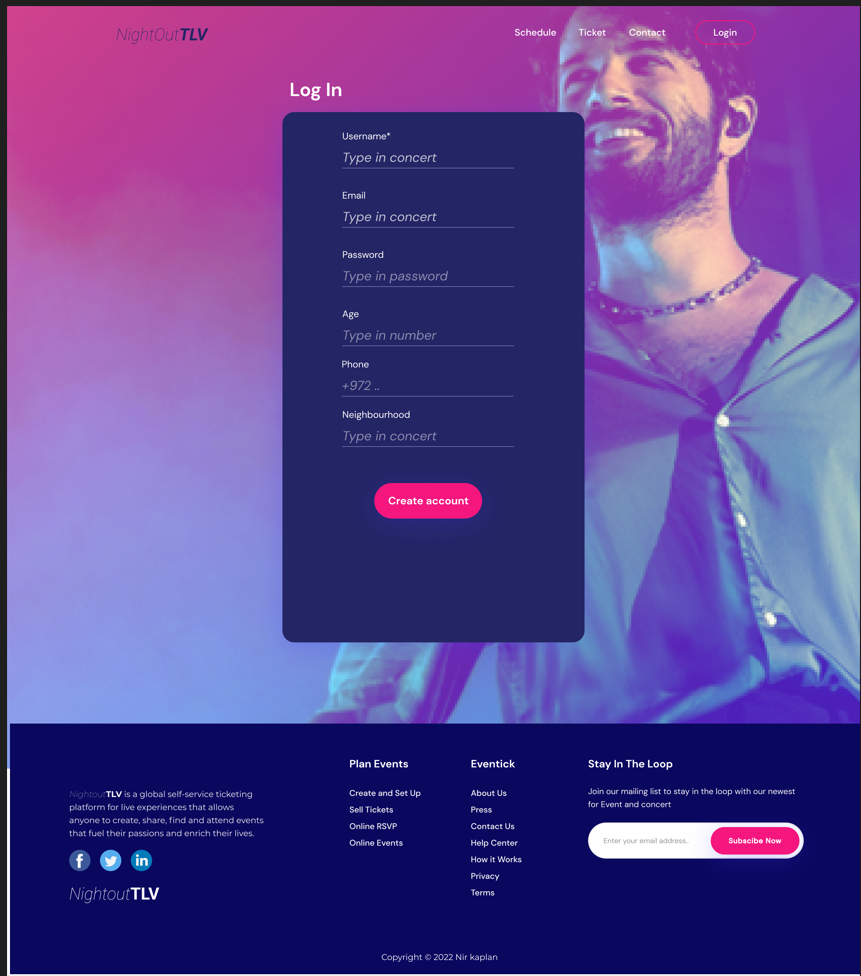 NightOutTLV
Schedule Ticket Contact Login
Log In
Username*
Type in concert
Email
Type in concert
Password
Type in password
Age
Type in number
Phone
+972 ..
Neighbourhood
Type in concert
Create account
NightoutTLV is a global self-service ticketing
platform for live experiences that allows
anyone to create, share, find and attend events
that fuel their passions and enrich their lives.
f
in
NightoutTLV
Plan Events
Create and Set Up
Sell Tickets
Online RSVP
Online Events
Eventick
About Us
Press
Contact Us
Help Center
How it Works
Privacy
Terms
Stay In The Loop
Join our mailing list to stay in the loop with our newest
for Event and concert
Enter your email address.. Subscibe Now
Copyright © 2022 Nir kaplan